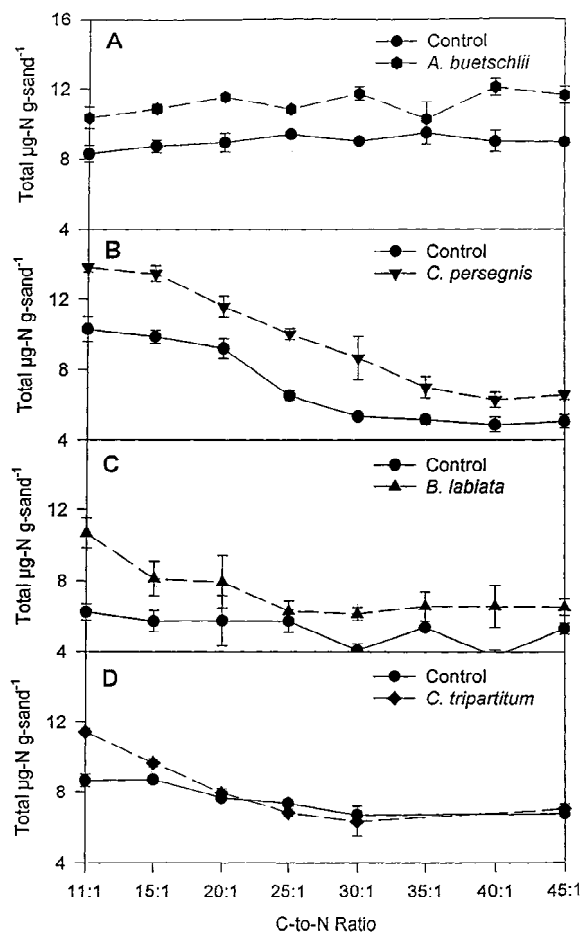 16
A
Control
A. buetschlii
12
8
4
Total µg-N g-sand⁻¹
B
Control
C. persegnis
12
8
4
Total µg-N g-sand⁻¹
C
Control
B. labiata
12
8
4
Total µg-N g-sand⁻¹
D
Control
C. tripartitum
12
8
4
Total µg-N g-sand⁻¹
11:1 15:1 20:1 25:1 30:1 35:1 40:1 45:1
C-to-N Ratio